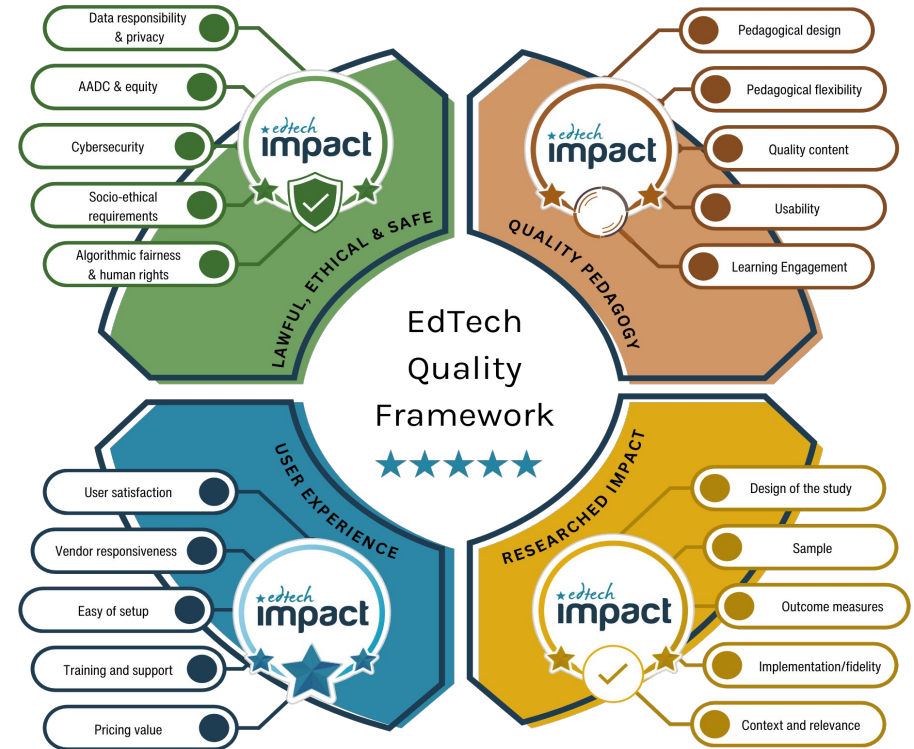 Data responsibility
& privacy
AADC & equity
Cybersecurity
Socio-ethical
requirements
Algorithmic fairness
& human rights
edtech
impact
LAWFUL, ETHICAL & SAFE
Pedagogical design
Pedagogical flexibility
Quality content
Usability
Learning Engagement
edtech
impact
QUALITY PEDAGOGY
EdTech
Quality
Framework
User satisfaction
Vendor responsiveness
Easy of setup
Training and support
Pricing value
edtech
impact
USER EXPERIENCE
Design of the study
Sample
Outcome measures
Implementation/fidelity
Context and relevance
edtech
impact
RESEARCHED IMPACT